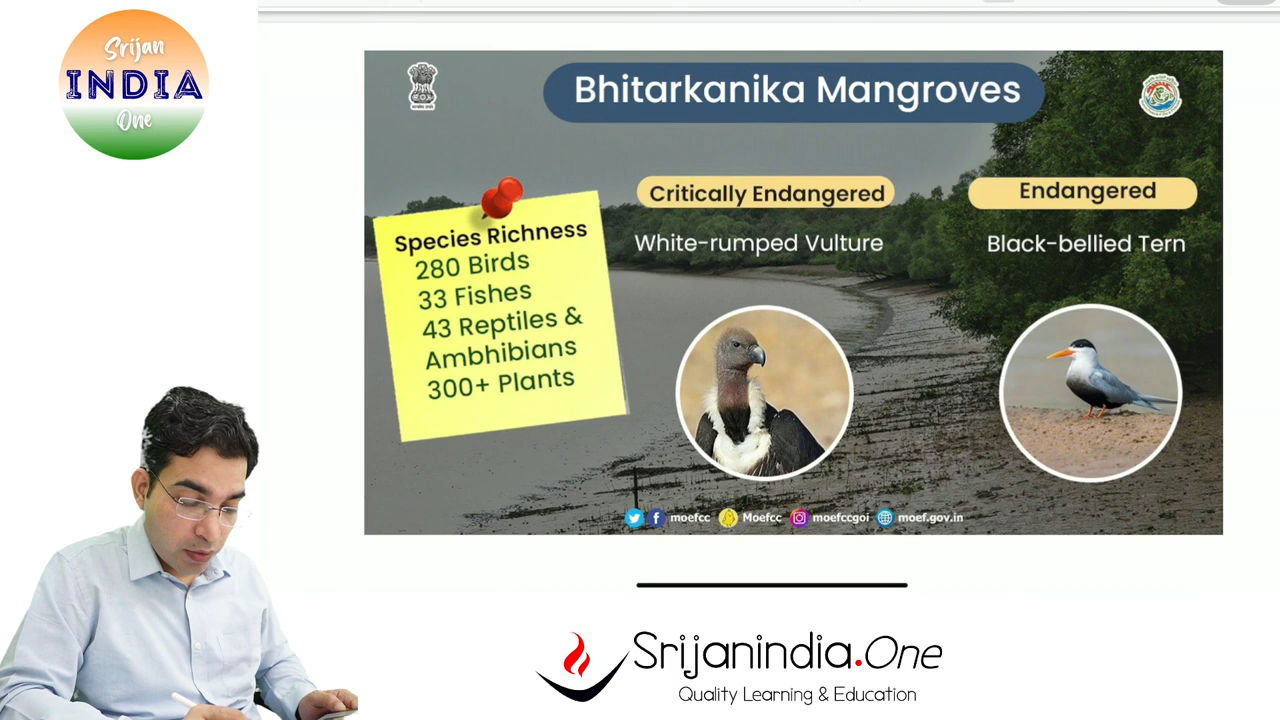 Srijan
INDIA
One
Bhitarkanika Mangroves
Species Richness
280 Birds
33 Fishes
43 Reptiles &
Ambhibians
300+ Plants
Critically Endangered
White-rumped Vulture
Endangered
Black-bellied Tern
moefcc Moefcc moefccgoi moef.gov.in
Srijanindia.One
Quality Learning & Education